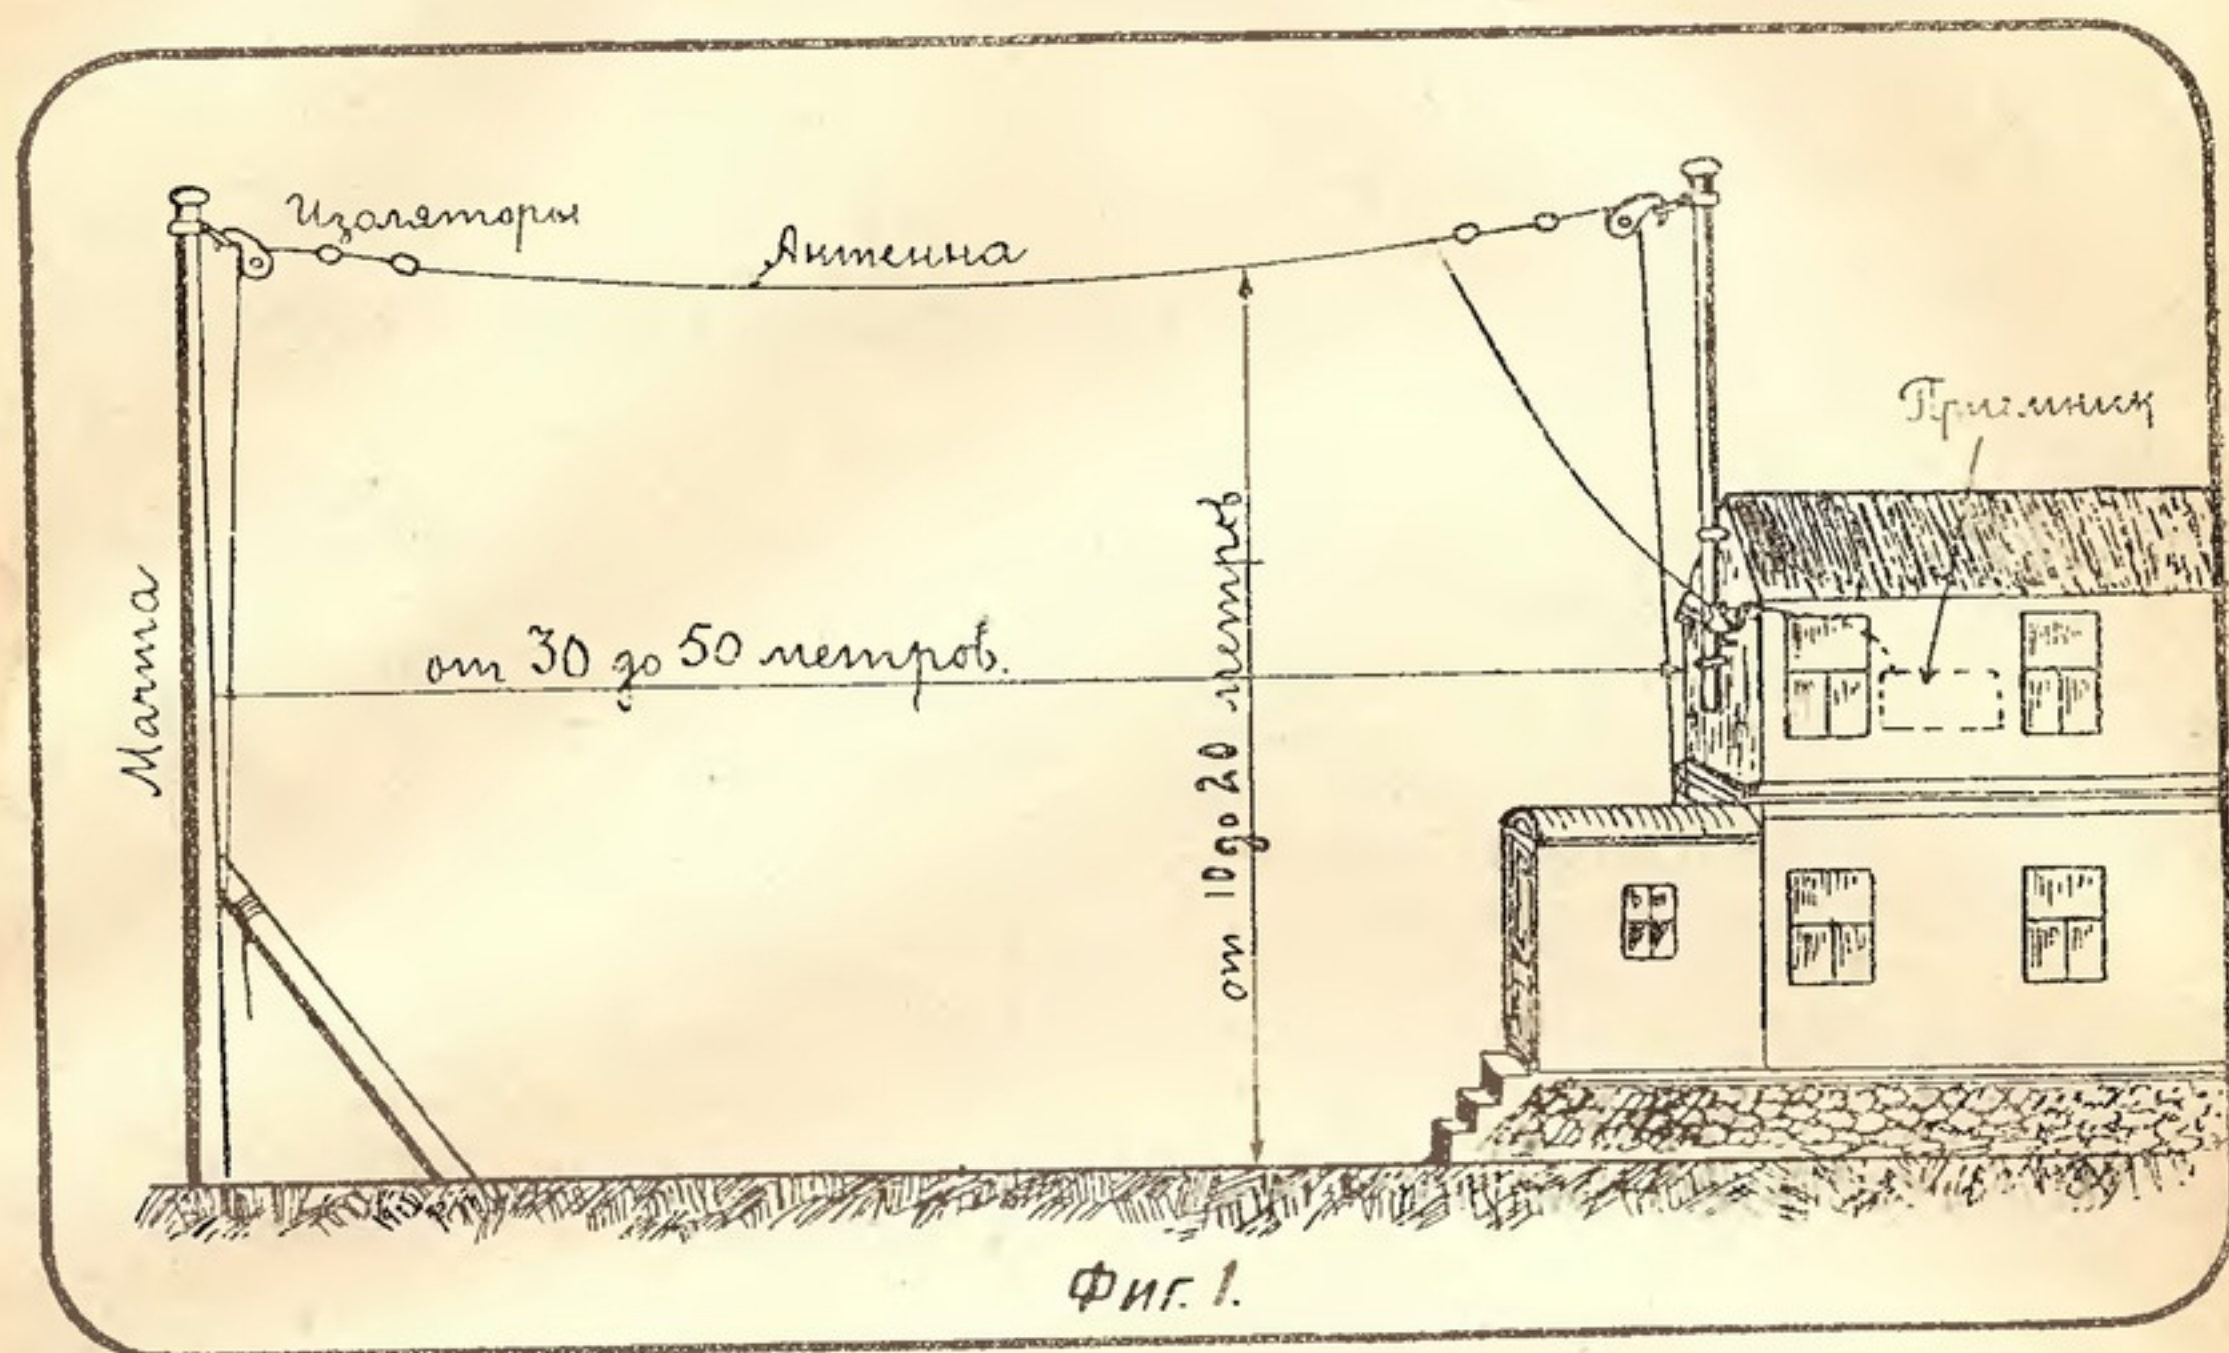 Изоляторы
Антенна
Приемник
Мачта
от 30 до 50 метров.
от 10 до 20 метров
Фиг. 1.